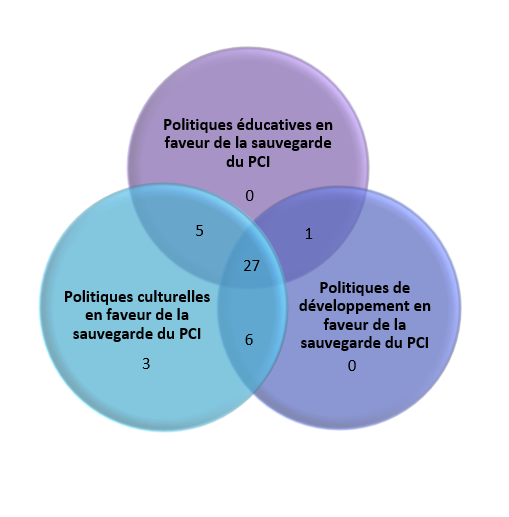 Politiques éducatives en
faveur de la sauvegarde
du PCI
0
5
1
27
Politiques culturelles
en faveur de la
sauvegarde du PCI
3
6
Politiques de
développement en
faveur de la
sauvegarde du PCI
0